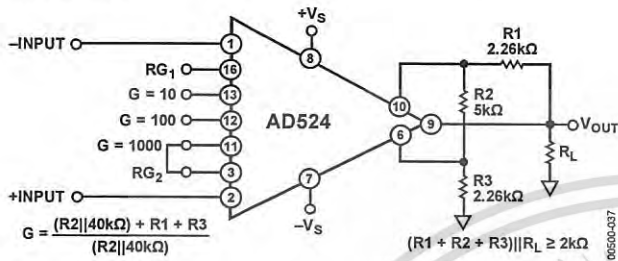 +VS
–INPUT
1
8
RG1
16
G = 10
13
G = 100
12
G = 1000
11
RG2
3
+INPUT
2
AD524
7
–VS
10
6
9
R1
2.26kΩ
R2
5kΩ
R3
2.26kΩ
VOUT
RL
G = (R2||40kΩ) + R1 + R3
(R2||40kΩ)
(R1 + R2 + R3)||RL ≥ 2kΩ
00500-037